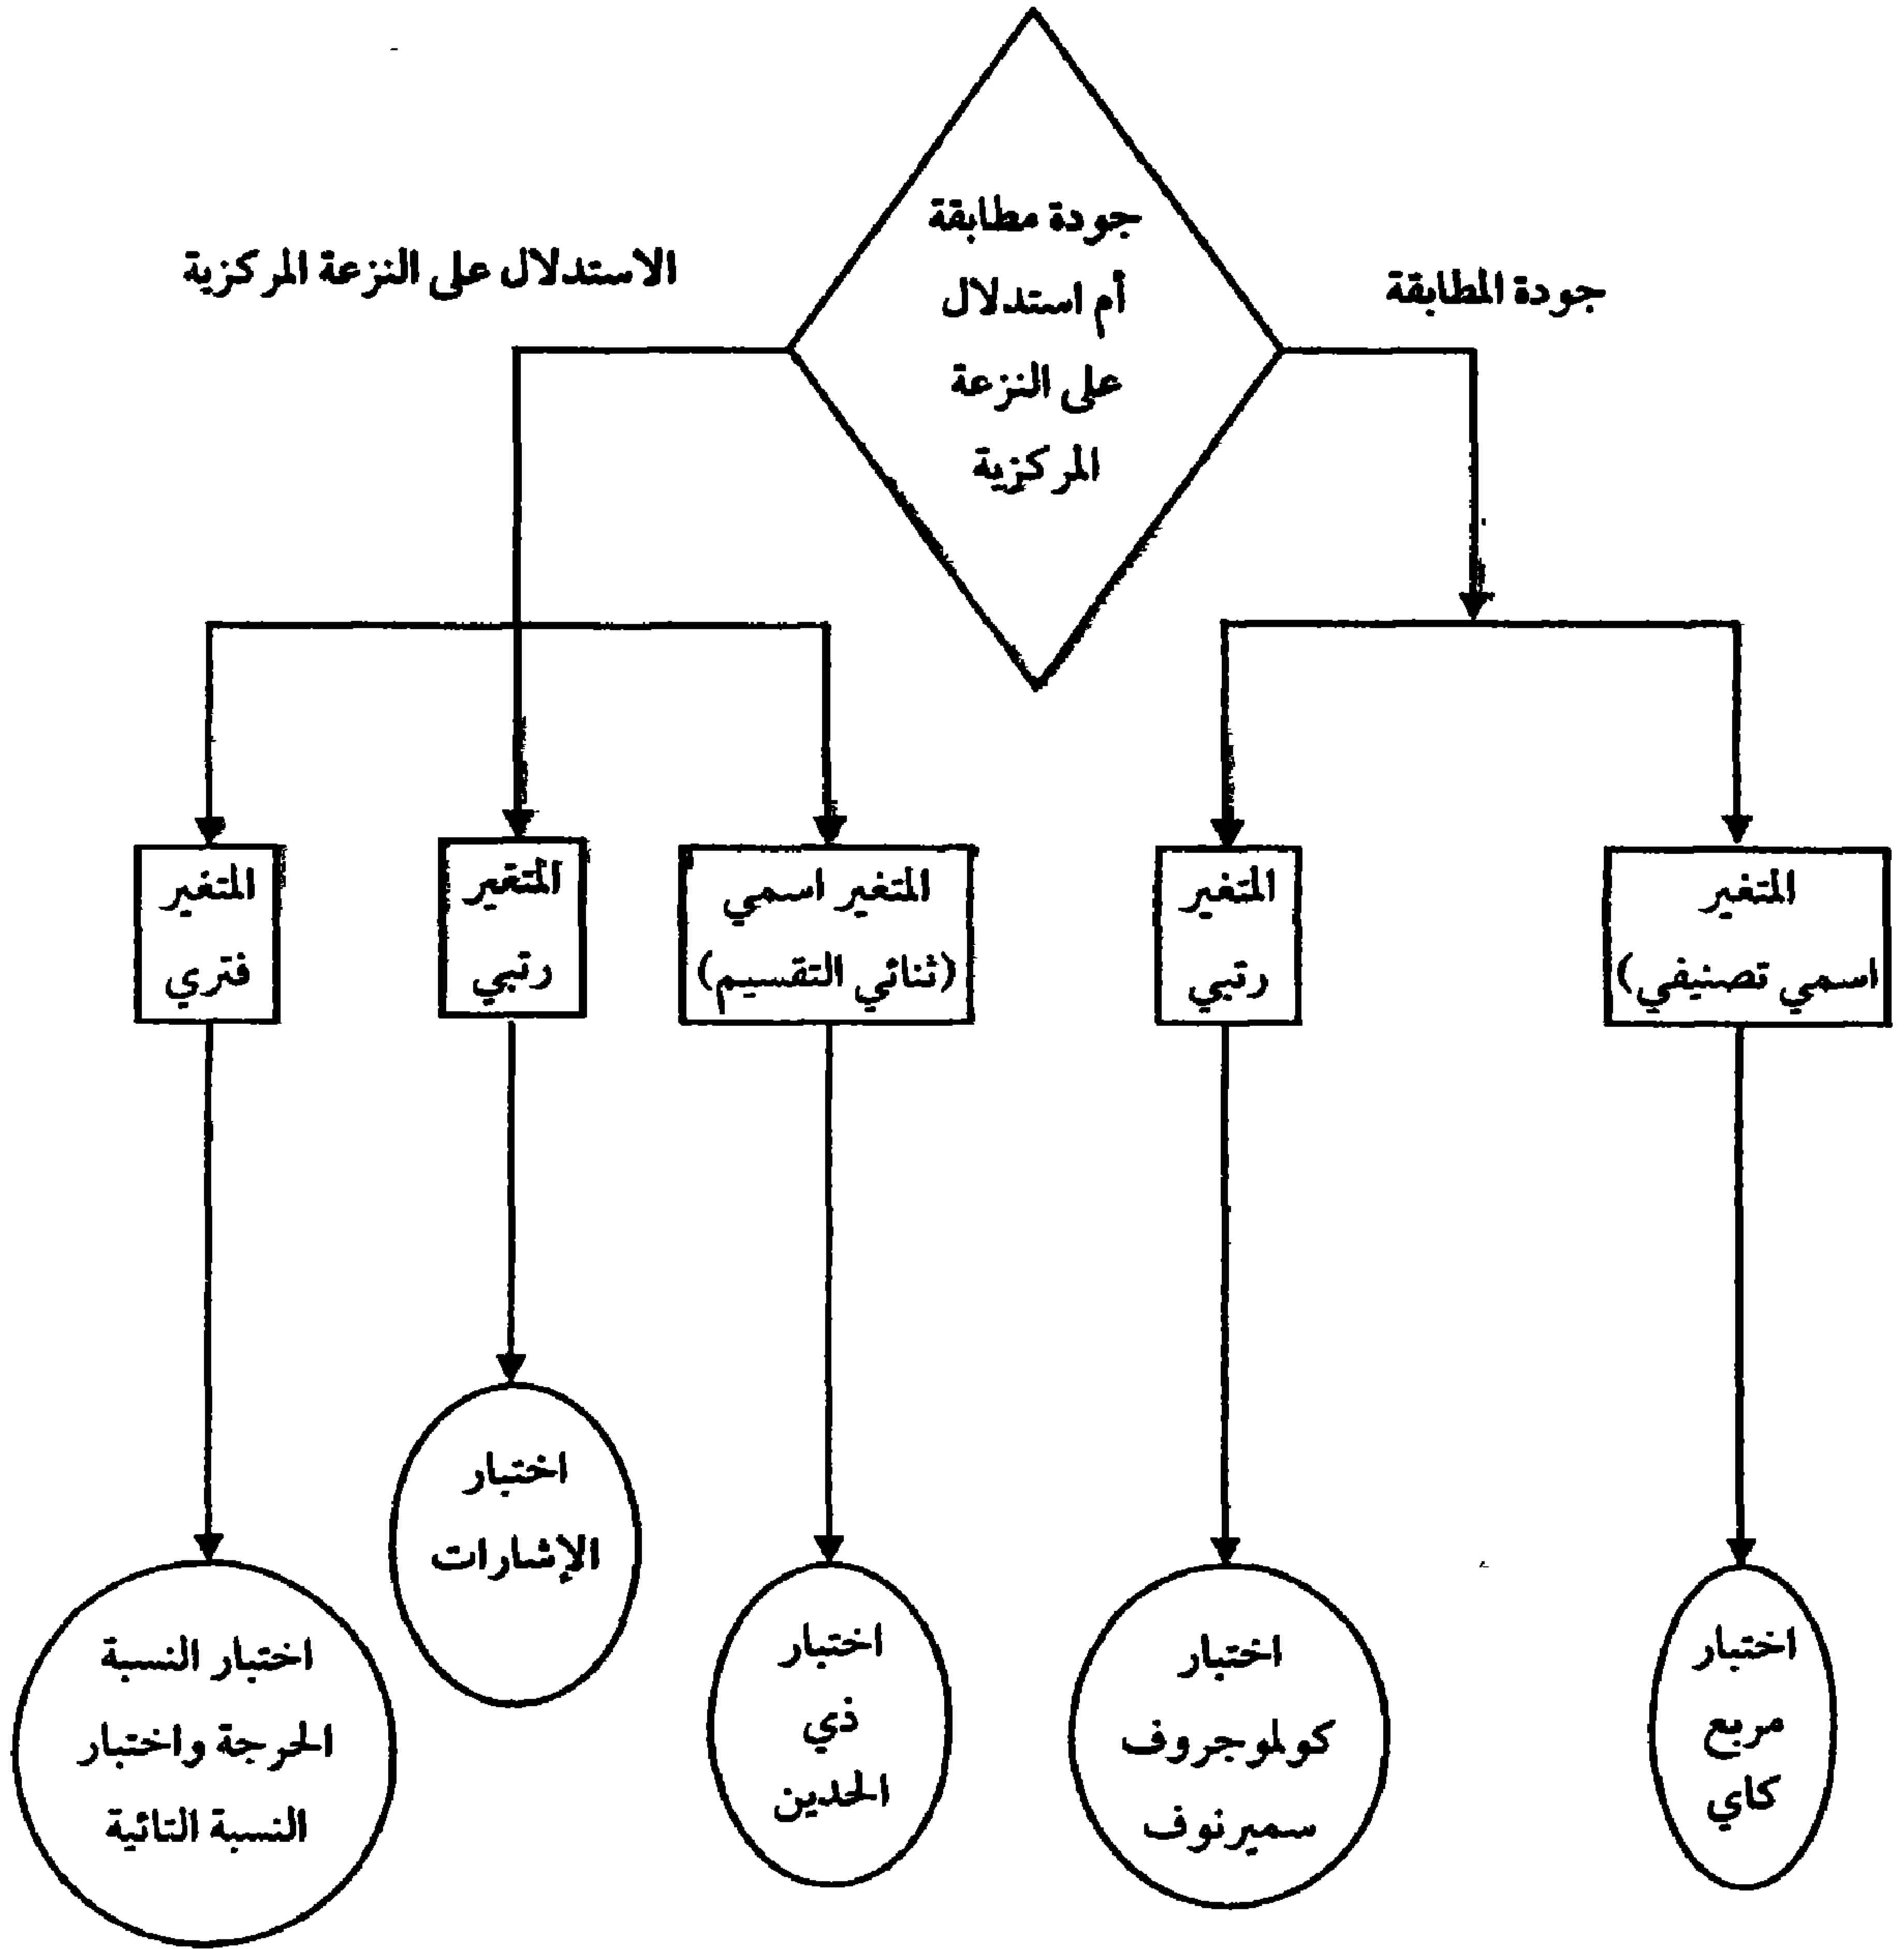 جودة مطابقة
أم استدلال
على النزعة
المركزية
جودة المطابقة
الاستدلال على النزعة المركزية
المتغير
اسمي تصنيفي)
المتغير
رتبي
المتغير اسمي
(ثنائي التقسيم)
المتغير
رتبي
المتغير
فتري
اختبار
مربع
كاي
اختبار
كولموجروف
سميرنوف
اختبار
ذي
الحدين
اختبار
الإشارات
اختبار النسبة
الحرجة واختبار
النسبة التائية